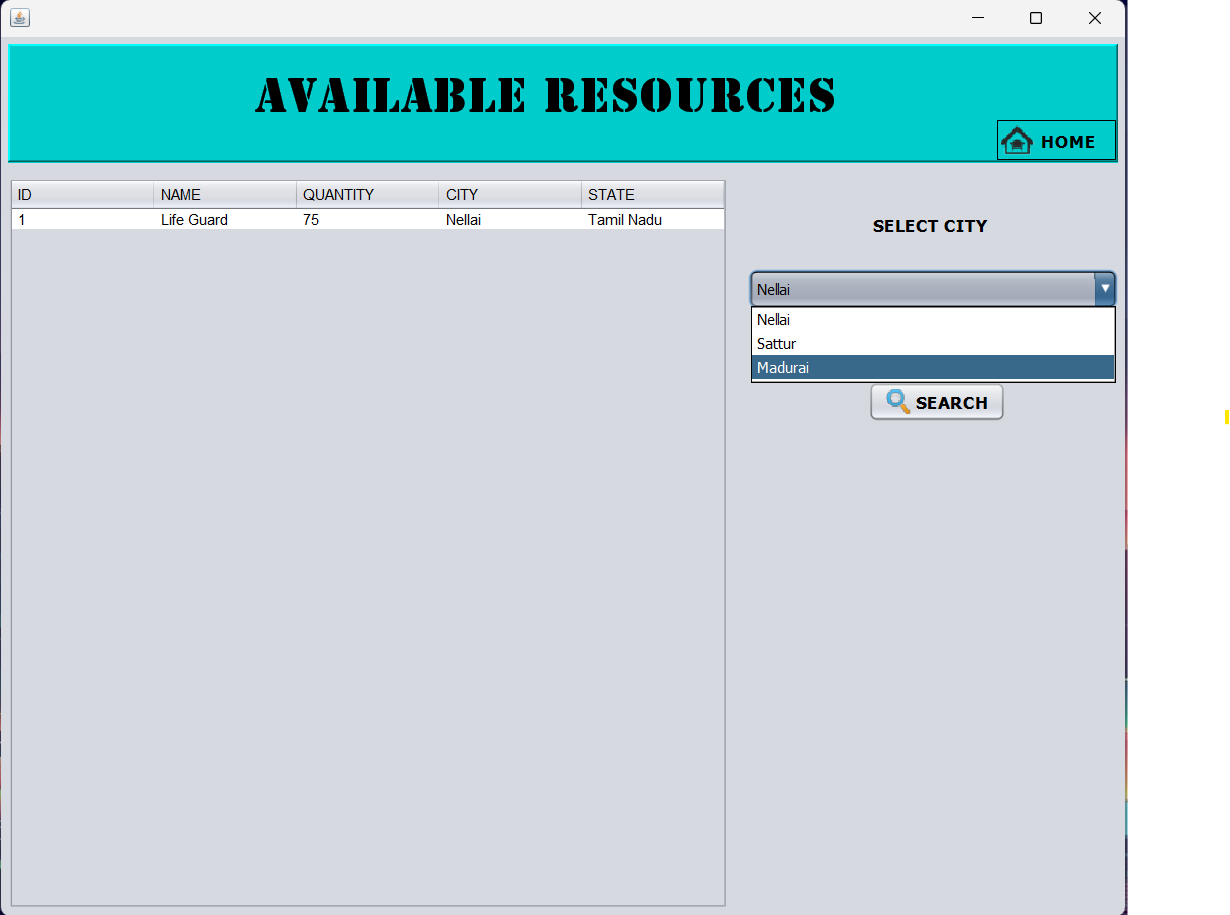 AVAILABLE RESOURCES
HOME
ID NAME QUANTITY CITY STATE
1 Life Guard 75 Nellai Tamil Nadu
SELECT CITY
Nellai
Nellai
Sattur
Madurai
SEARCH